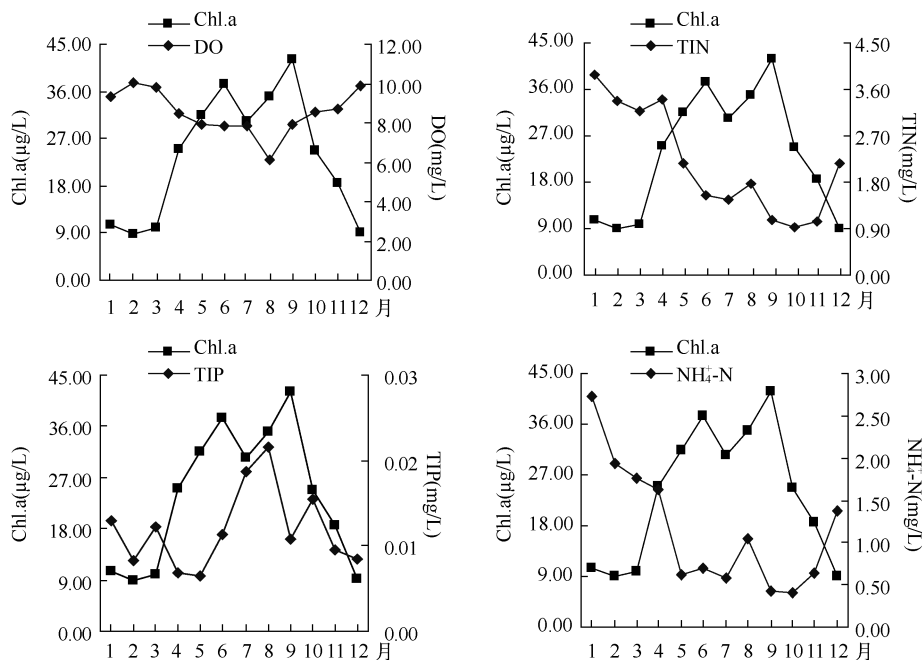 Chl.a
DO
45.00
36.00
27.00
18.00
9.00
0.00
Chl.a(μg/L)
12.00
10.00
8.00
6.00
4.00
2.00
0.00
DO(mg/L)
1 2 3 4 5 6 7 8 9 10 11 12 月
Chl.a
TIN
45.00
36.00
27.00
18.00
9.00
0.00
Chl.a(μg/L)
4.50
3.60
2.70
1.80
0.90
0.00
TIN(mg/L)
1 2 3 4 5 6 7 8 9 10 11 12 月
Chl.a
TIP
45.00
36.00
27.00
18.00
9.00
0.00
Chl.a(μg/L)
0.03
0.02
0.01
0.00
TIP(mg/L)
1 2 3 4 5 6 7 8 9 10 11 12 月
Chl.a
NH₄⁺-N
45.00
36.00
27.00
18.00
9.00
0.00
Chl.a(μg/L)
3.00
2.50
2.00
1.50
1.00
0.50
0.00
NH₄⁺-N(mg/L)
1 2 3 4 5 6 7 8 9 10 11 12 月